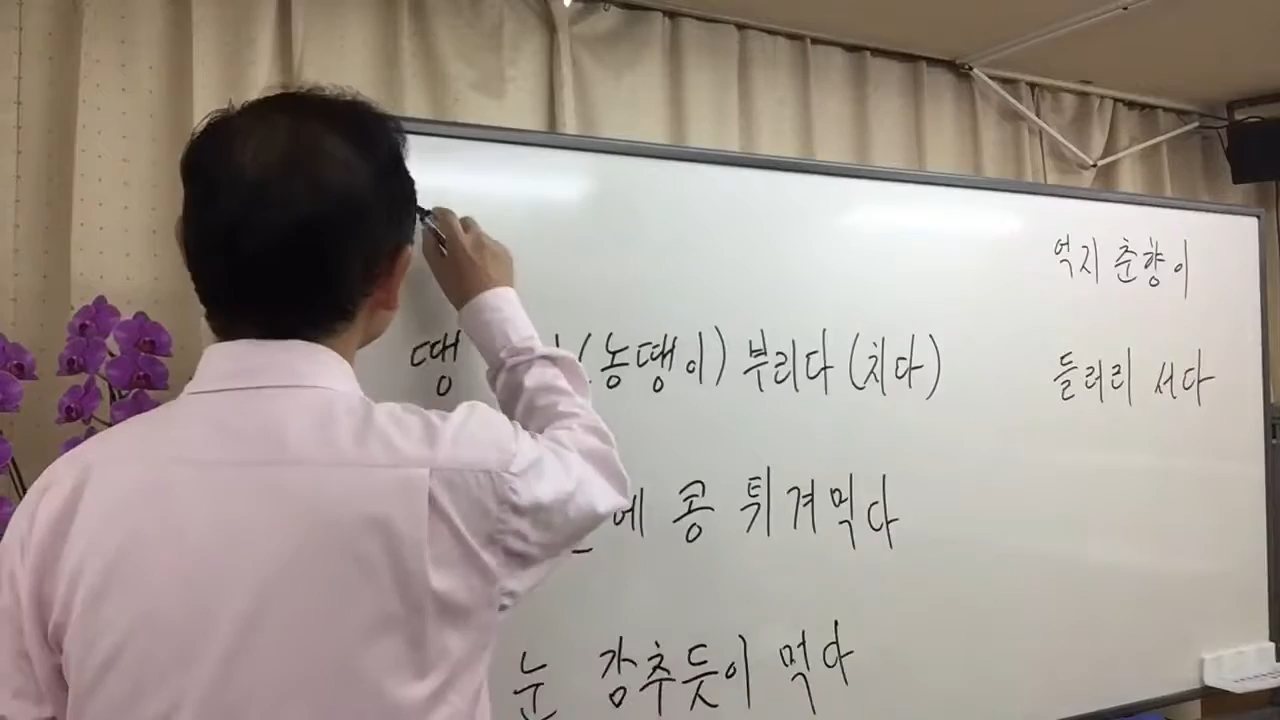 억지 춘향이
땡 (농땡이) 부리다 (치다)
들러리 서다
에 콩 튀겨먹다
눈 감추듯이 먹다